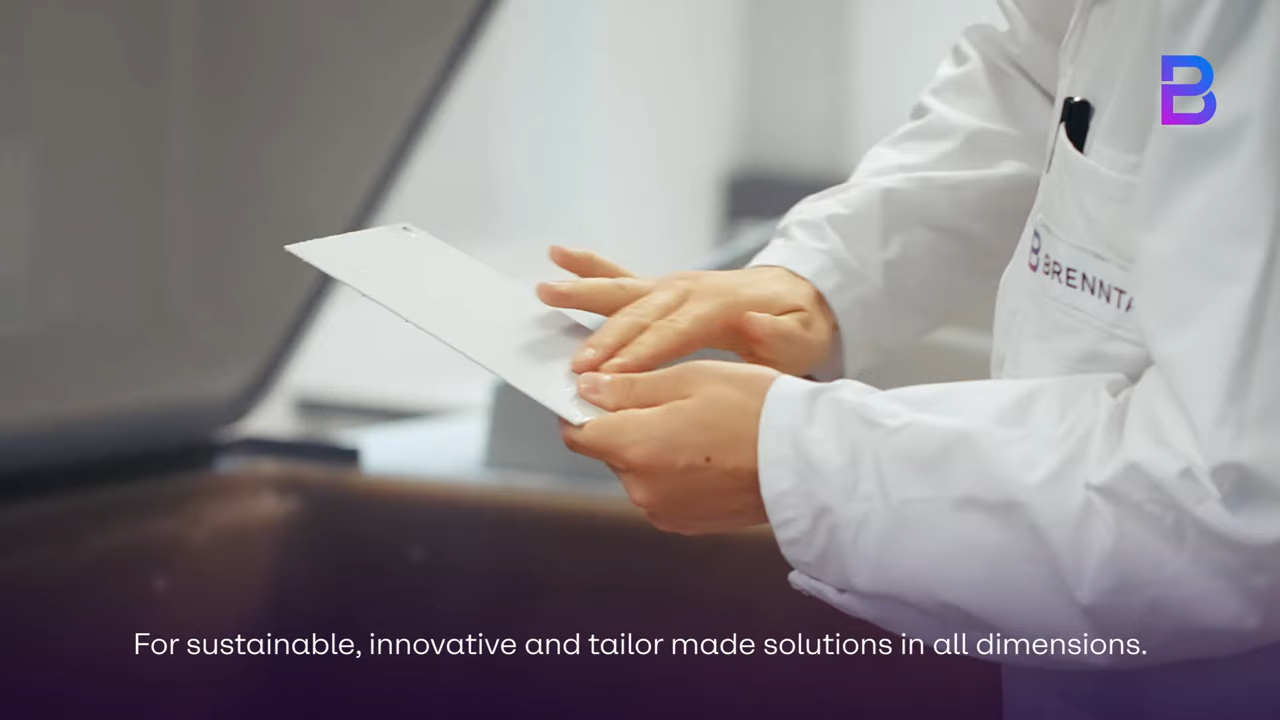 B
BRENNTA
For sustainable, innovative and tailor made solutions in all dimensions.